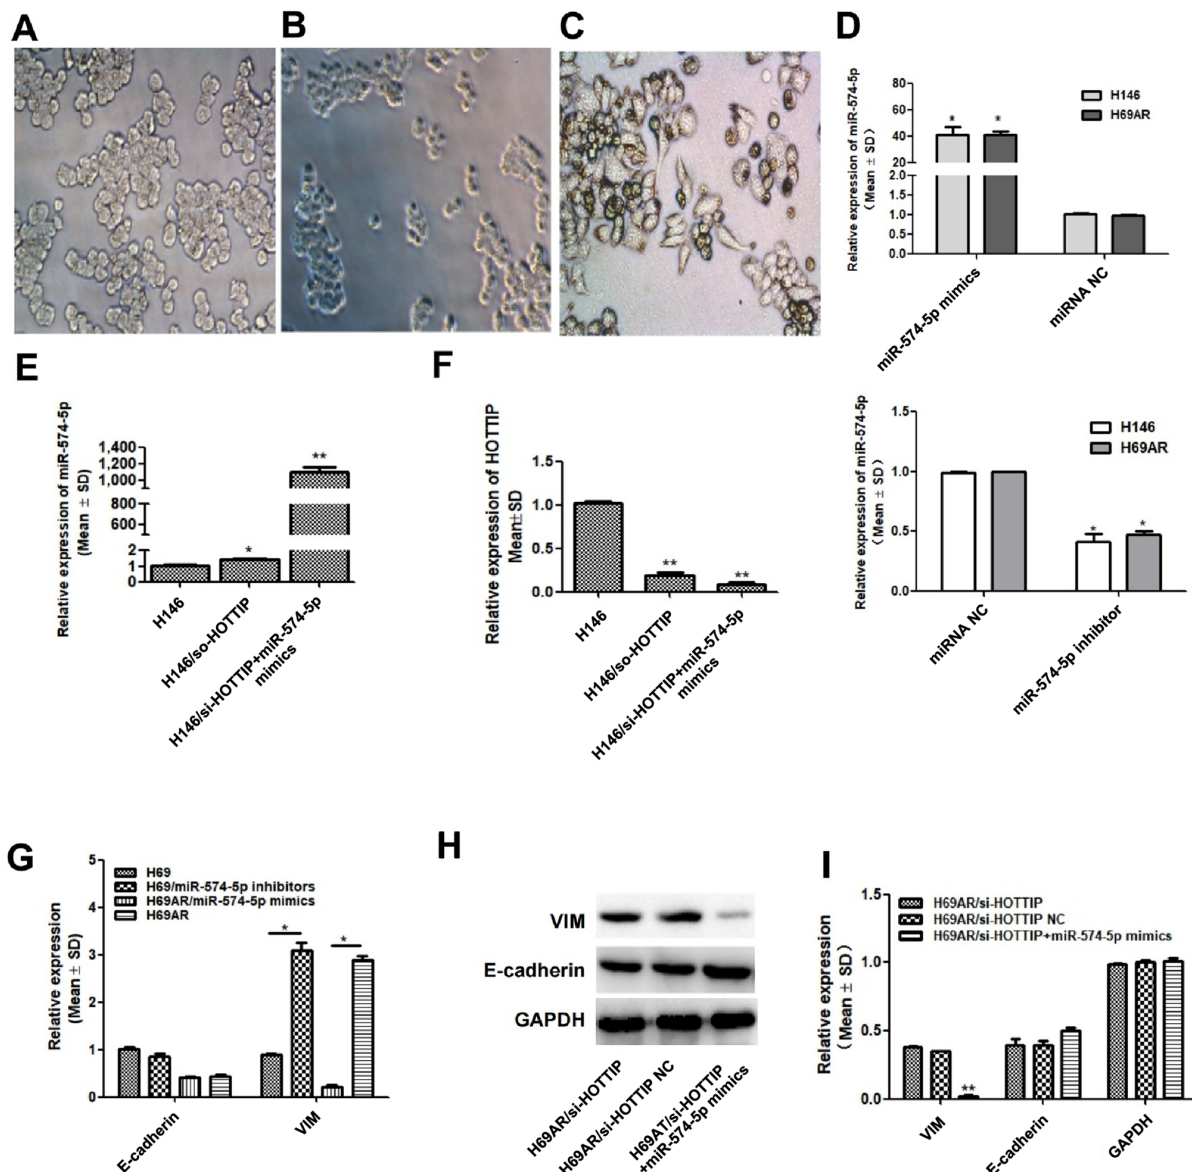 A
B
C
D
Relative expression of miR-574-5p
(Mean ± SD)
80
60
40
20
2.0
1.5
1.0
0.5
0.0
* *
H146
H69AR
miR-574-5p mimics
miRNA NC
E
Relative expression of miR-574-5p
(Mean ± SD)
1,400
1,200
1,000
800
600
2
1
0
*
**
H146
H146/so-HOTTIP
H146/si-HOTTIP+miR-574-5p
mimics
F
Relative expression of HOTTIP
Mean±SD
1.5
1.0
0.5
0.0
**
**
H146
H146/so-HOTTIP
H146/si-HOTTIP+miR-574-5p
mimics
Relative expression of miR-574-5p
(Mean ± SD)
1.5
1.0
0.5
0.0
H146
H69AR
* *
miRNA NC
miR-574-5p inhibitor
G
Relative expression
(Mean ± SD)
5
4
3
2
1
0
H69
H69/miR-574-5p inhibitors
H69AR/miR-574-5p mimics
H69AR
* *
E-cadherin
VIM
H
VIM
E-cadherin
GAPDH
H69AR/si-HOTTIP
H69AR/si-HOTTIP NC
H69AT/si-HOTTIP
+miR-574-5p mimics
I
Relative expression
(Mean ± SD)
1.5
1.0
0.5
0.0
H69AR/si-HOTTIP
H69AR/si-HOTTIP NC
H69AR/si-HOTTIP+miR-574-5p mimics
**
VIM
E-cadherin
GAPDH